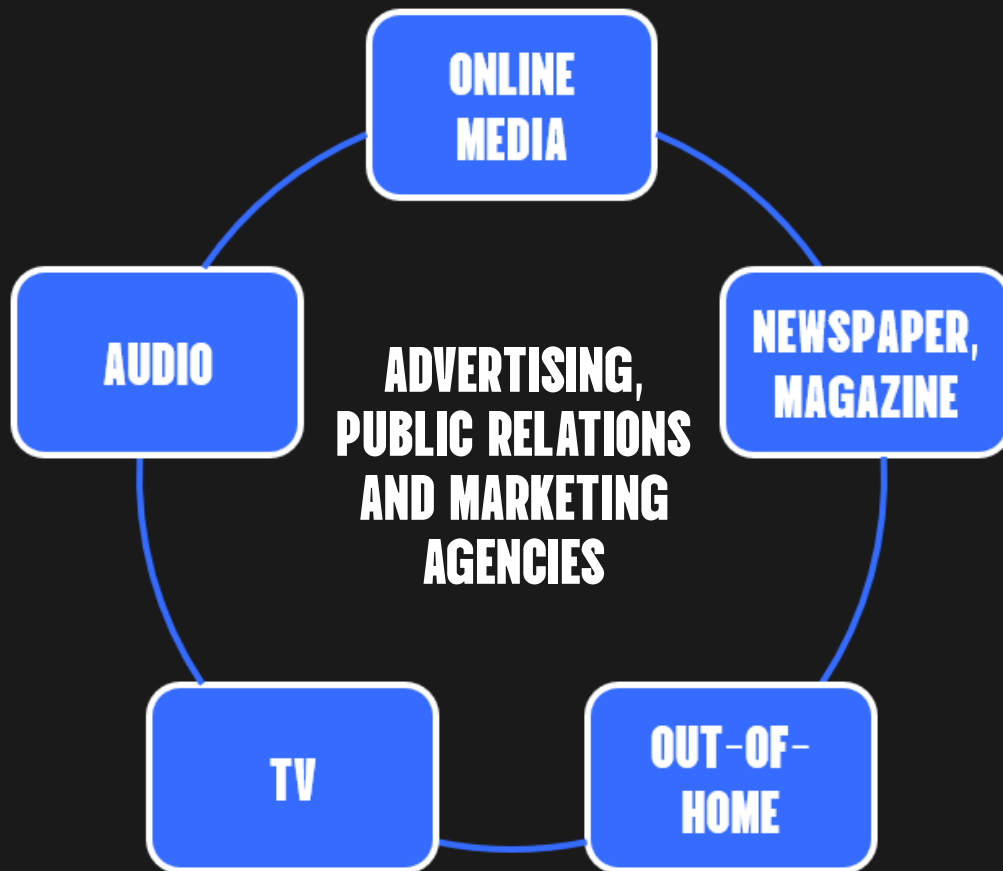 ONLINE
MEDIA
NEWSPAPER,
MAGAZINE
OUT-OF-
HOME
TV
AUDIO
ADVERTISING,
PUBLIC RELATIONS
AND MARKETING
AGENCIES